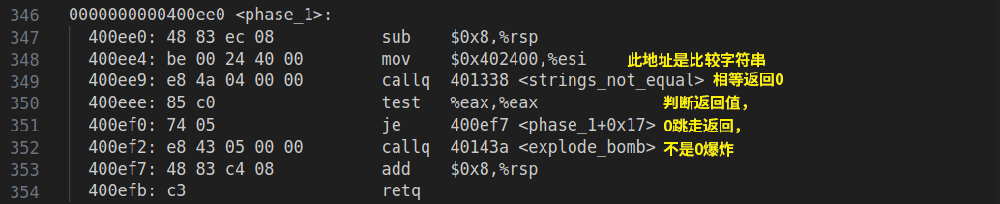 346 0000000000400ee0 <phase_1>:
347 400ee0: 48 83 ec 08 sub $0x8,%rsp
348 400ee4: be 00 24 40 00 mov $0x402400,%esi 此地址是比较字符串
349 400ee9: e8 4a 04 00 00 callq 401338 <strings_not_equal> 相等返回0
350 400eee: 85 c0 test %eax,%eax 判断返回值，
351 400ef0: 74 05 je 400ef7 <phase_1+0x17> 0跳走返回，
352 400ef2: e8 43 05 00 00 callq 40143a <explode_bomb> 不是0爆炸
353 400ef7: 48 83 c4 08 add $0x8,%rsp
354 400efb: c3 retq